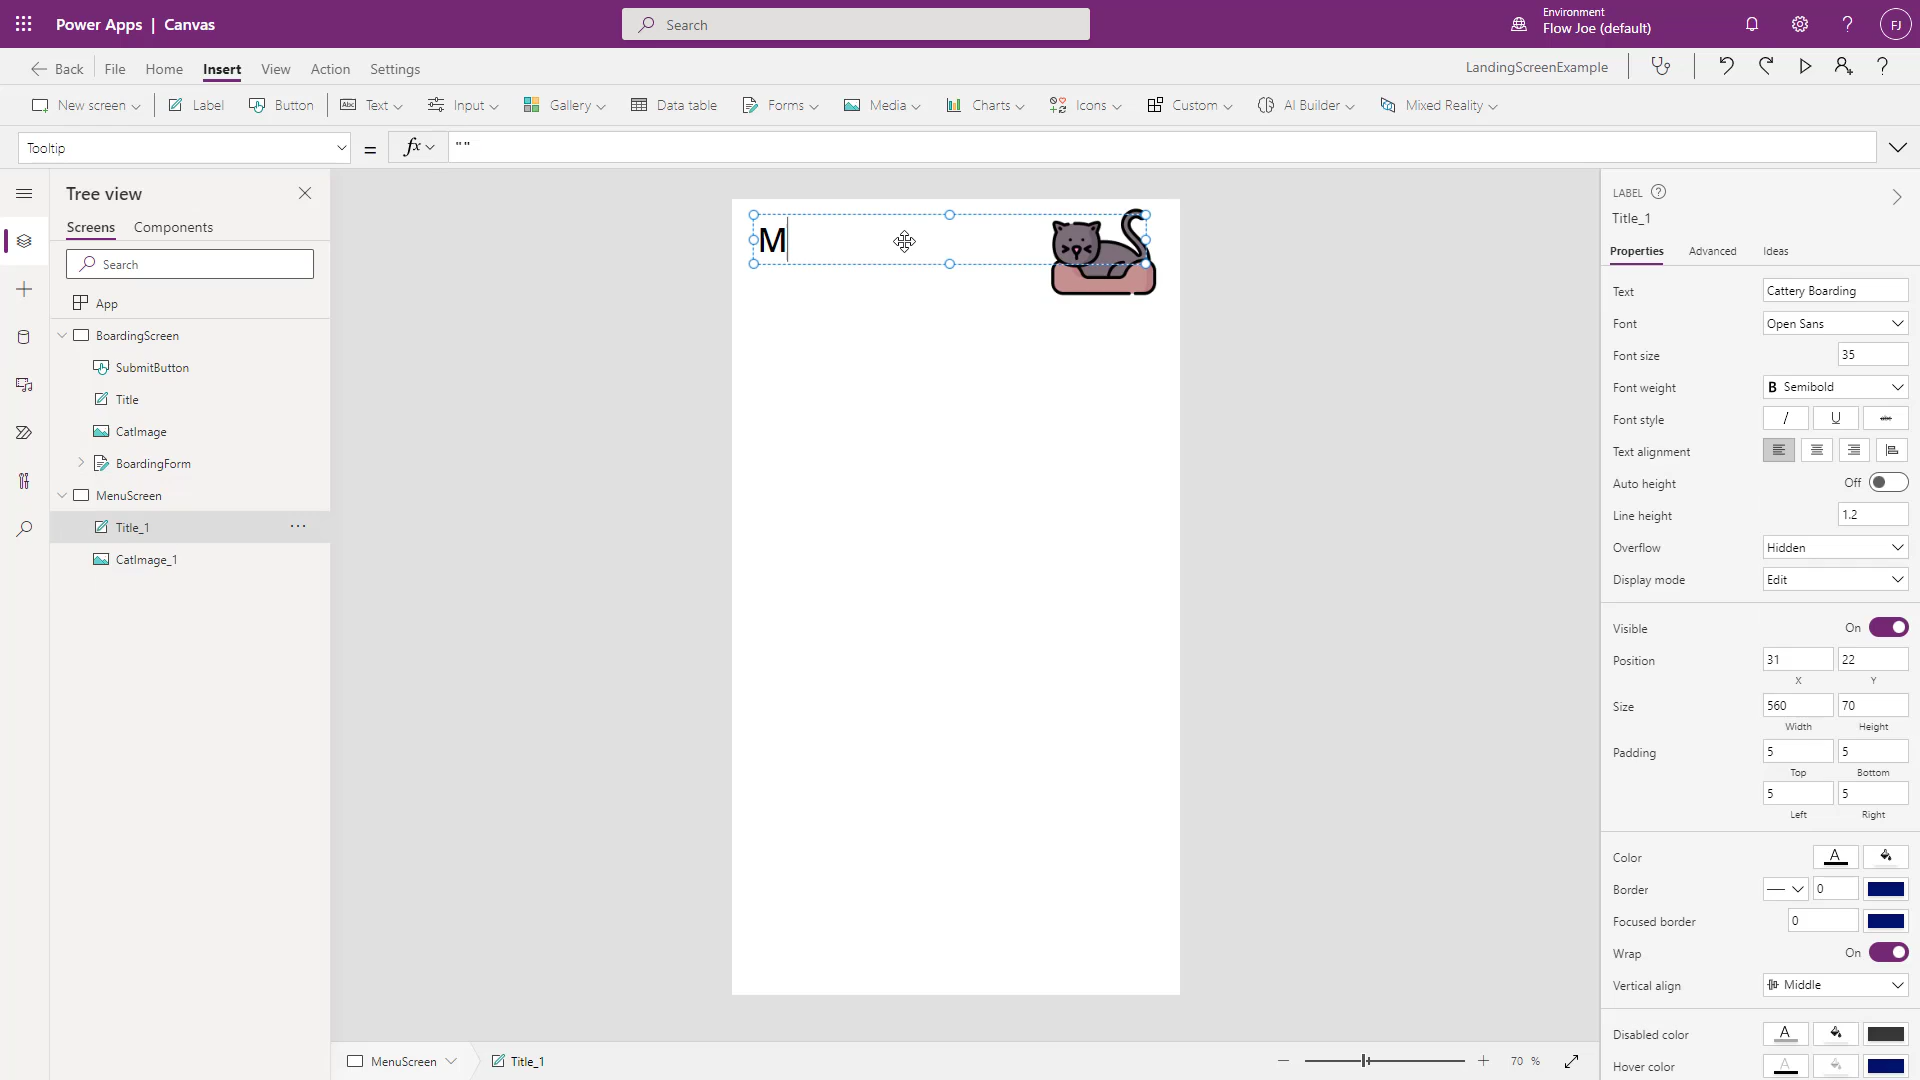 Power Apps | Canvas
Search
Environment
Flow Joe (default)
FJ
Back
File
Home
Insert
View
Action
Settings
LandingScreenExample
New screen
Label
Button
Text
Input
Gallery
Data table
Forms
Media
Charts
Icons
Custom
AI Builder
Mixed Reality
Tooltip
=
fx
""
Tree view
Screens
Components
Search
App
BoardingScreen
SubmitButton
Title
CatImage
BoardingForm
MenuScreen
Title_1
CatImage_1
M
LABEL
Title_1
Properties
Advanced
Ideas
Text
Cattery Boarding
Font
Open Sans
Font size
35
Font weight
B Semibold
Font style
/ U abc
Text alignment
Auto height
Off
Line height
1.2
Overflow
Hidden
Display mode
Edit
Visible
On
Position
31
22
X
Y
Size
560
70
Width
Height
Padding
5
5
Top
Bottom
5
5
Left
Right
Color
A
Border
0
Focused border
0
Wrap
On
Vertical align
Middle
Disabled color
A
Hover color
A
MenuScreen
Title_1
70 %